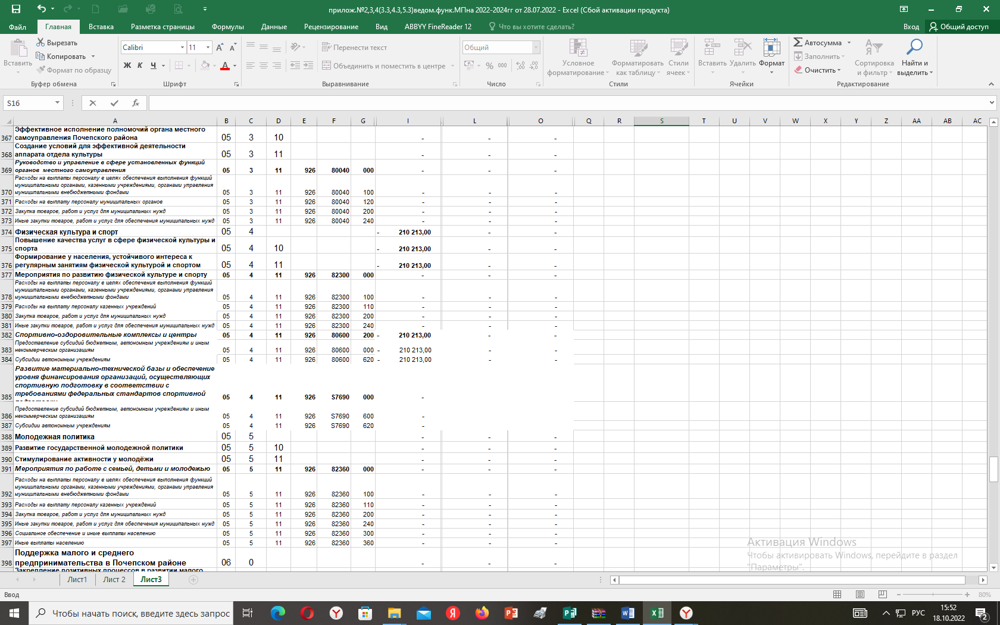 прилож.№2,3,4(3.3,4.3,5.3)ведом.функ.МПна 2022-2024гг от 28.07.2022 - Excel (Сбой активации продукта)
Файл Главная Вставка Разметка страницы Формулы Данные Рецензирование Вид ABBYY FineReader 12 Что вы хотите сделать? Вход Общий доступ
Вставить Вырезать Копировать Формат по образцу
Буфер обмена
Calibri 11
Ж К Ч
Шрифт
Перенести текст
Объединить и поместить в центре
Выравнивание
Общий
% 000
Число
Условное форматирование Форматировать как таблицу Стили ячеек
Стили
Вставить Удалить Формат
Ячейки
Автосумма
Заполнить
Очистить
Сортировка и фильтр Найти и выделить
Редактирование
S16 fx
A B C D E F G I L O Q R S T U V W X Y Z AA AB AC
Эффективное исполнение полномочий органа местного
367 самоуправления Почепского района 05 3 10 - - -
Создание условий для эффективной деятельности
368 аппарата отдела культуры 05 3 11 - - -
Руководство и управление в сфере установленных функций
369 органов местного самоуправления 05 3 11 926 80040 000 - - -
Расходы на выплаты персоналу в целях обеспечения выполнения функций
муниципальными органами, казенными учреждениями, органами управления
370 муниципальными внебюджетными фондами 05 3 11 926 80040 100 - - -
371 Расходы на выплату персоналу муниципальных органов 05 3 11 926 80040 120 - - -
372 Закупка товаров, работ и услуг для муниципальных нужд 05 3 11 926 80040 200 - - -
373 Иные закупки товаров, работ и услуг для обеспечения муниципальных нужд 05 3 11 926 80040 240 - - -
374 Физическая культура и спорт 05 4 - 210 213,00 - -
Повышение качества услуг в сфере физической культуры и
375 спорта 05 4 10 - 210 213,00 - -
Формирование у населения, устойчивого интереса к
376 регулярным занятиям физической культурой и спортом 05 4 11 - 210 213,00 - -
377 Мероприятия по развитию физической культуре и спорту 05 4 11 926 82300 000 - - -
Расходы на выплаты персоналу в целях обеспечения выполнения функций
муниципальными органами, казенными учреждениями, органами управления
378 муниципальными внебюджетными фондами 05 4 11 926 82300 100 - - -
379 Расходы на выплату персоналу казенных учреждений 05 4 11 926 82300 110 - - -
380 Закупка товаров, работ и услуг для муниципальных нужд 05 4 11 926 82300 200 - - -
381 Иные закупки товаров, работ и услуг для обеспечения муниципальных нужд 05 4 11 926 82300 240 - - -
382 Спортивно-оздоровительные комплексы и центры 05 4 11 926 80600 200 - 210 213,00 - -
Предоставление субсидий бюджетным, автономным учреждениям и иным
383 некоммерческим организациям 05 4 11 926 80600 000 - 210 213,00 - -
384 Субсидии автономным учреждениям 05 4 11 926 80600 620 - 210 213,00 - -
Развитие материально-технической базы и обеспечение
уровня финансирования организаций, осуществляющих
спортивную подготовку в соответствии с
385 требованиями федеральных стандартов спортивной 05 4 11 926 S7690 000 -
Предоставление субсидий бюджетным, автономным учреждениям и иным
386 некоммерческим организациям 05 4 11 926 S7690 600 -
387 Субсидии автономным учреждениям 05 4 11 926 S7690 620 -
388 Молодежная политика 05 5 - - -
389 Развитие государственной молодежной политики 05 5 10 - - -
390 Стимулирование активности у молодёжи 05 5 11 - - -
391 Мероприятия по работе с семьей, детьми и молодежью 05 5 11 926 82360 000 - - -
Расходы на выплаты персоналу в целях обеспечения выполнения функций
муниципальными органами, казенными учреждениями, органами управления
392 муниципальными внебюджетными фондами 05 5 11 926 82360 100 - - -
393 Расходы на выплату персоналу казенных учреждений 05 5 11 926 82360 110 - - -
394 Закупка товаров, работ и услуг для муниципальных нужд 05 5 11 926 82360 200 - - -
395 Иные закупки товаров, работ и услуг для обеспечения муниципальных нужд 05 5 11 926 82360 240 - - -
396 Социальное обеспечение и иные выплаты населению 05 5 11 926 82360 300 - - -
397 Иные выплаты населению 05 5 11 926 82360 360 - - -
Поддержка малого и среднего
398 предпринимательства в Почепском районе 06 0 - - -
Закрепление позитивных процессов в развитии малого
Активация Windows
Чтобы активировать Windows, перейдите в раздел
"Параметры".
Лист1 Лист 2 Лист3
Ввод 80%
Чтобы начать поиск, введите здесь запрос
РУС 15:52
18.10.2022 2